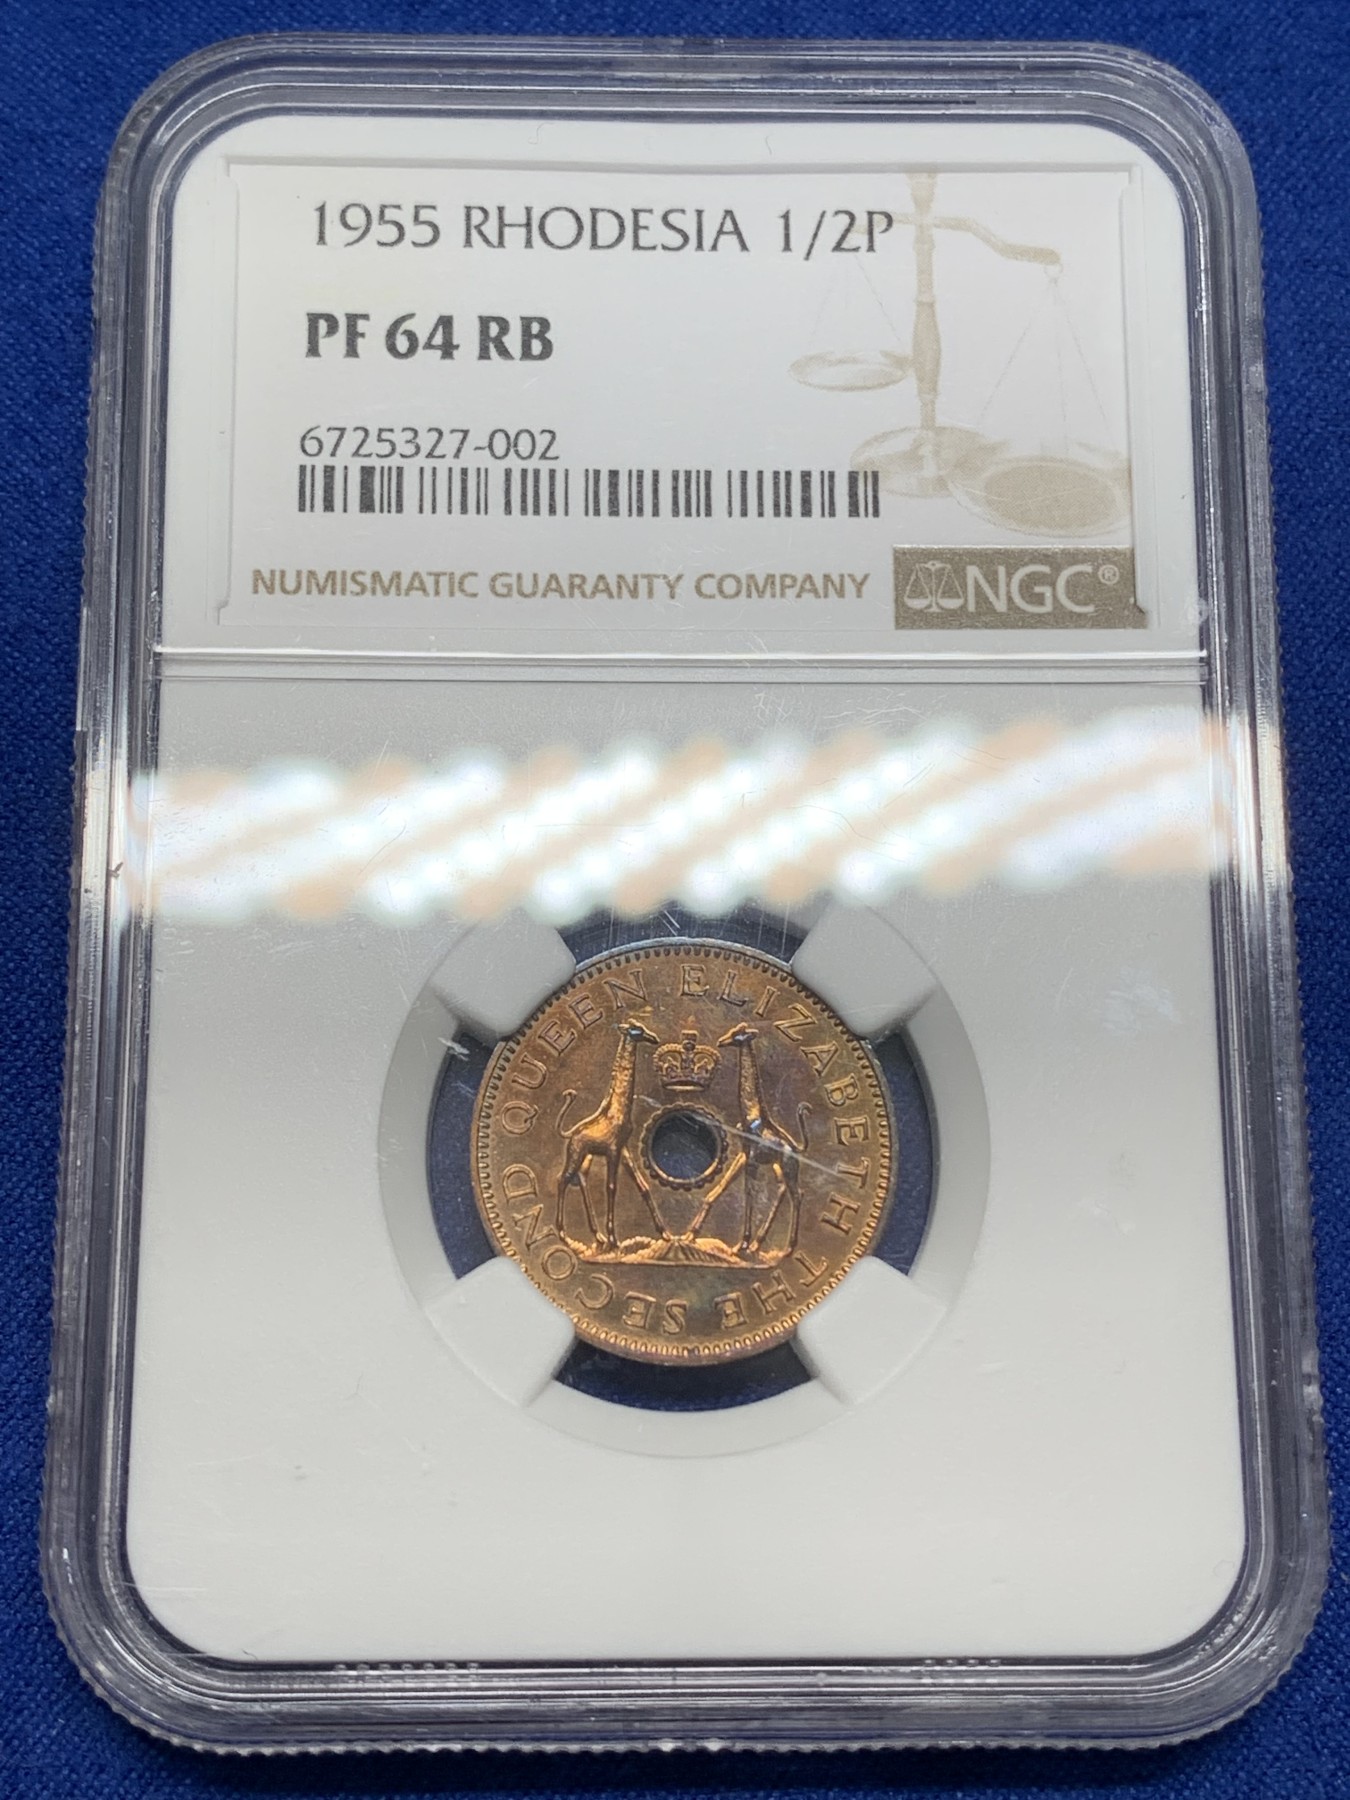 1955 RHODESIA 1/2P
PF 64 RB
6725327-002
NUMISMATIC GUARANTY COMPANY
NGC®
QUEEN ELIZABETH THE SECOND